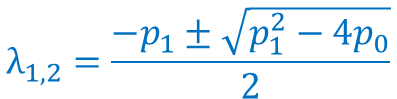 λ₁,₂ = (−p₁ ± √(p₁² − 4p₀)) / 2